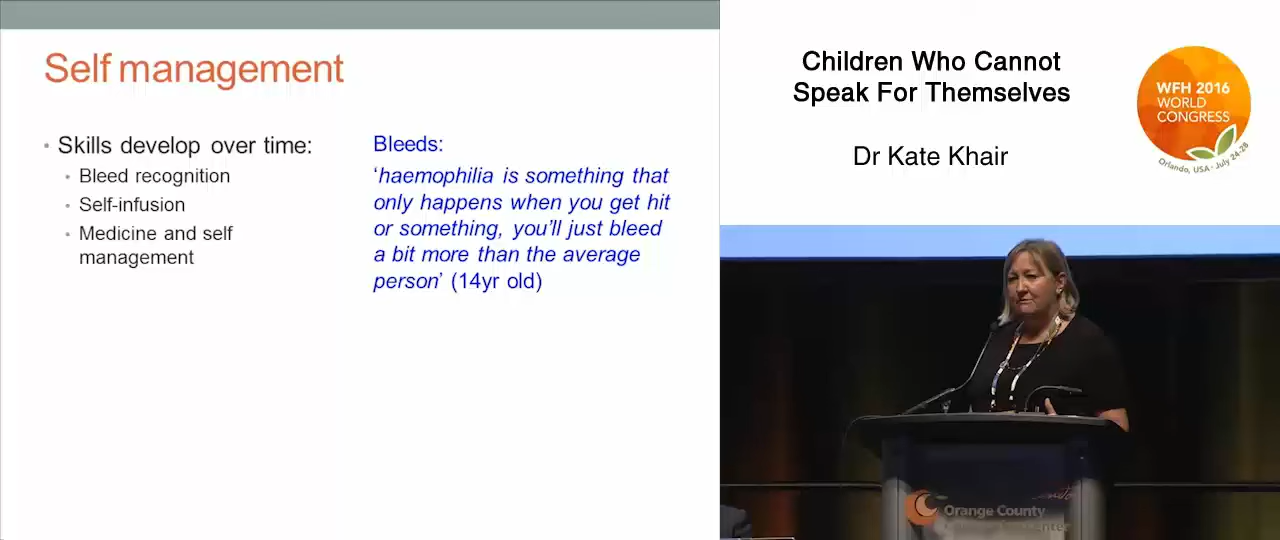 Self management
• Skills develop over time:
• Bleed recognition
• Self-infusion
• Medicine and self
management
Bleeds:
‘haemophilia is something that
only happens when you get hit
or something, you’ll just bleed
a bit more than the average
person’ (14yr old)
Children Who Cannot
Speak For Themselves
Dr Kate Khair
WFH 2016
WORLD
CONGRESS
Orlando, USA • July 24-28
Orange County